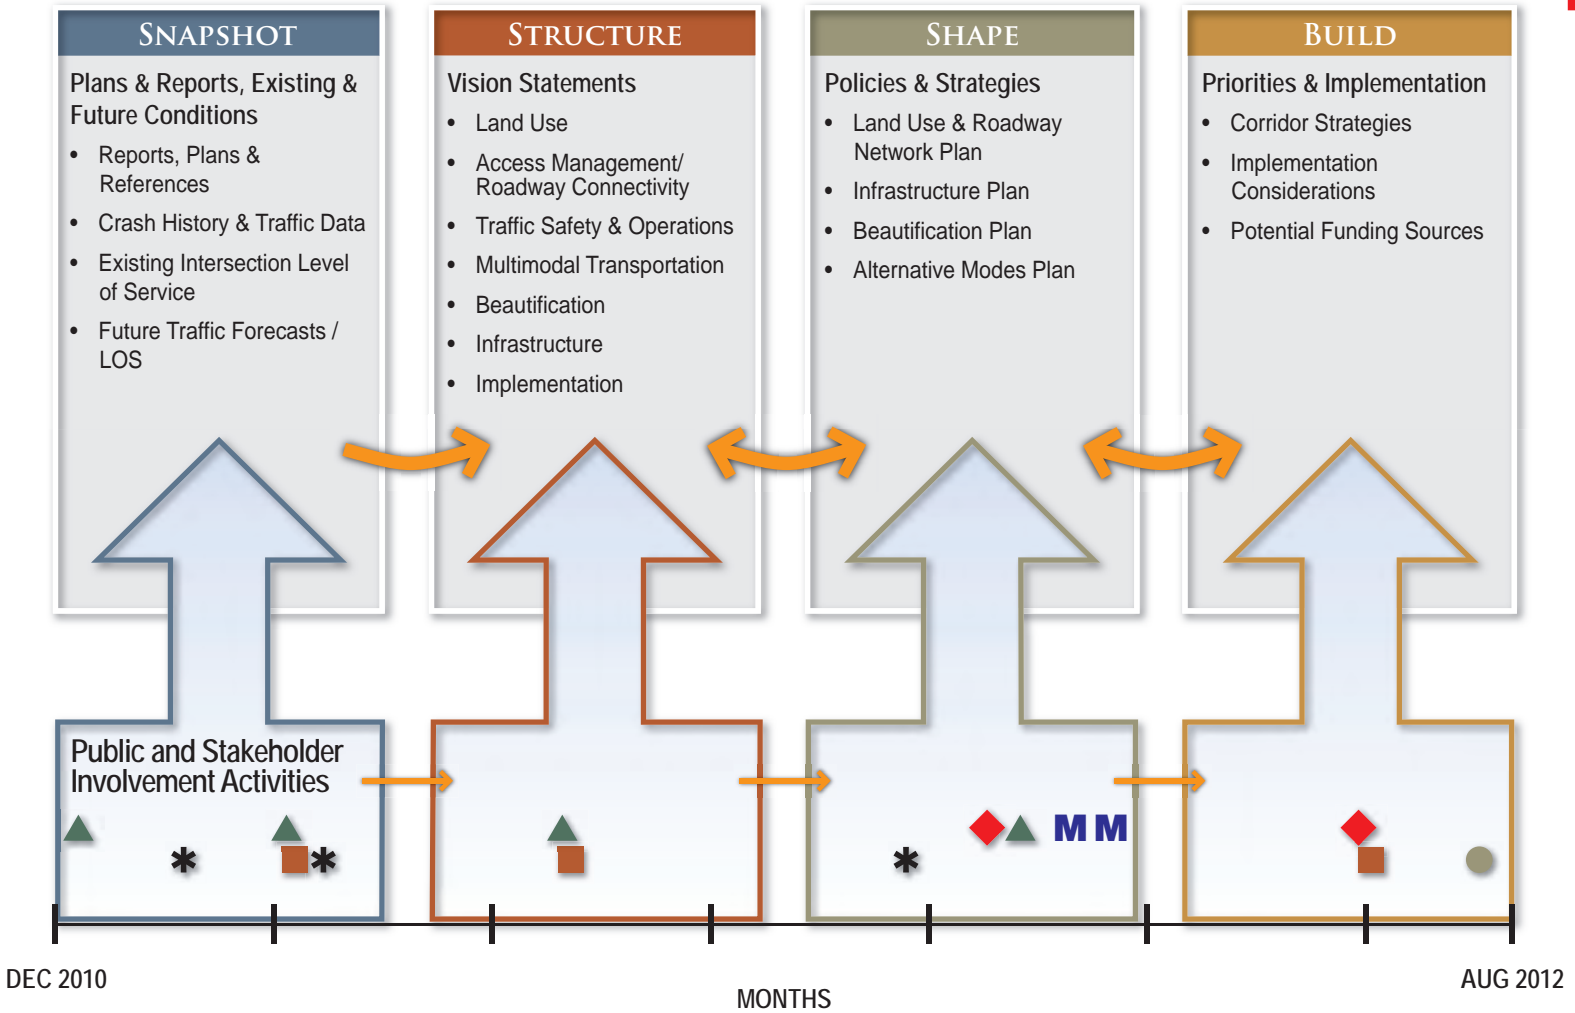 SNAPSHOT
Plans & Reports, Existing &
Future Conditions
• Reports, Plans &
References
• Crash History & Traffic Data
• Existing Intersection Level
of Service
• Future Traffic Forecasts /
LOS
STRUCTURE
Vision Statements
• Land Use
• Access Management/
Roadway Connectivity
• Traffic Safety & Operations
• Multimodal Transportation
• Beautification
• Infrastructure
• Implementation
SHAPE
Policies & Strategies
• Land Use & Roadway
Network Plan
• Infrastructure Plan
• Beautification Plan
• Alternative Modes Plan
BUILD
Priorities & Implementation
• Corridor Strategies
• Implementation
Considerations
• Potential Funding Sources
Public and Stakeholder
Involvement Activities
M M
DEC 2010
MONTHS
AUG 2012